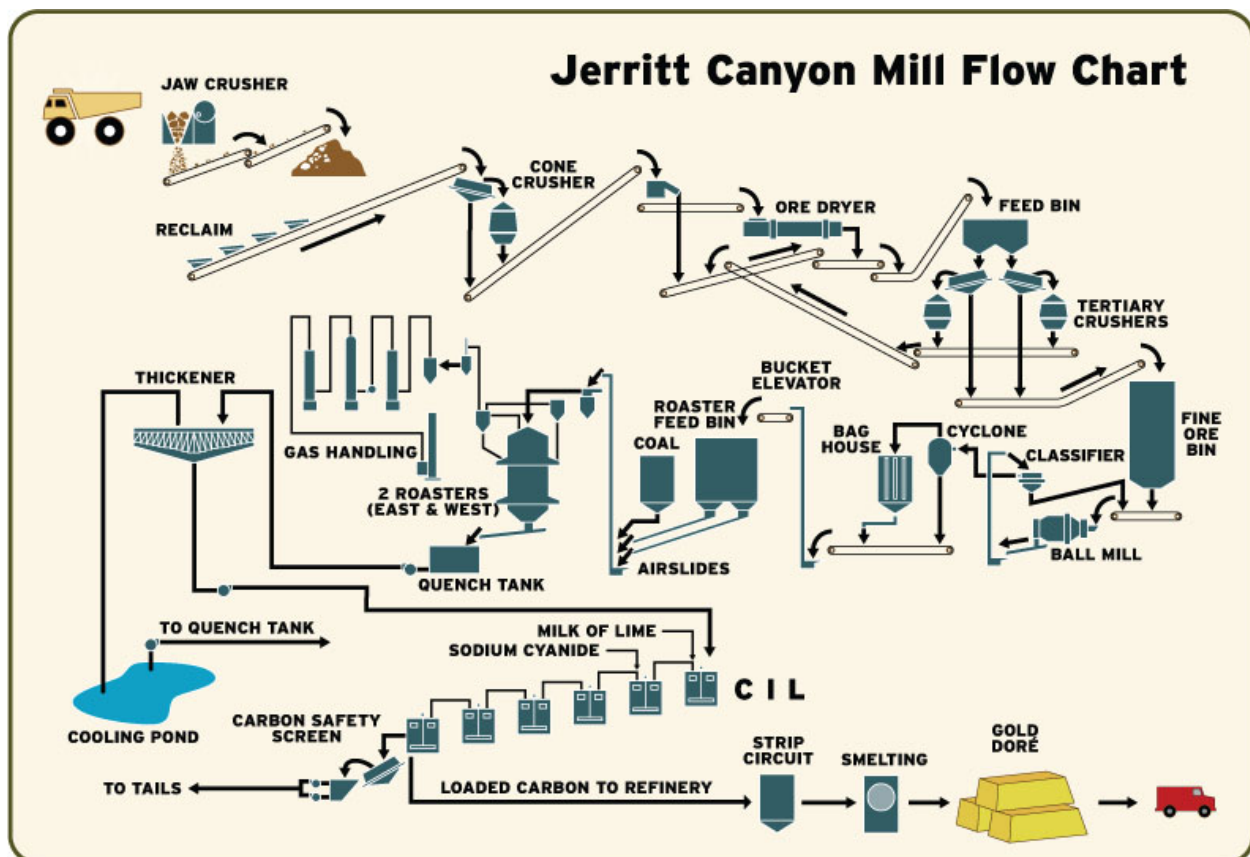 Jerritt Canyon Mill Flow Chart
JAW CRUSHER
CONE
CRUSHER
RECLAIM
ORE DRYER
FEED BIN
TERTIARY
CRUSHERS
THICKENER
BUCKET
ELEVATOR
ROASTER
FEED BIN
COAL
BAG
HOUSE
CYCLONE
CLASSIFIER
FINE
ORE
BIN
GAS HANDLING
2 ROASTERS
(EAST & WEST)
QUENCH TANK
AIRSLIDES
BALL MILL
TO QUENCH TANK
MILK OF LIME
SODIUM CYANIDE
CIL
COOLING POND
CARBON SAFETY
SCREEN
TO TAILS
LOADED CARBON TO REFINERY
STRIP
CIRCUIT
SMELTING
GOLD
DORÉ